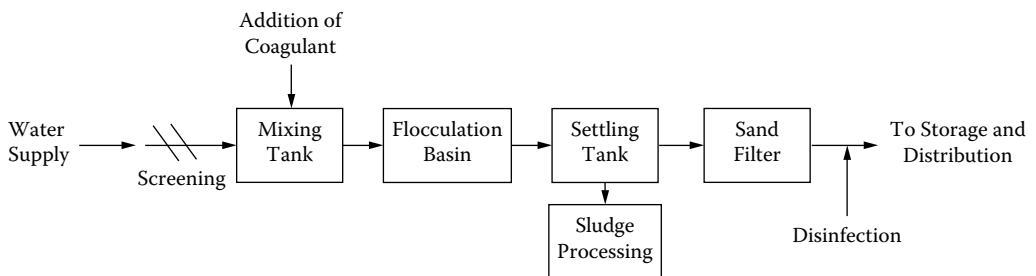 Addition of
Coagulant
Water
Supply
Screening
Mixing
Tank
Flocculation
Basin
Settling
Tank
Sludge
Processing
Sand
Filter
Disinfection
To Storage and
Distribution